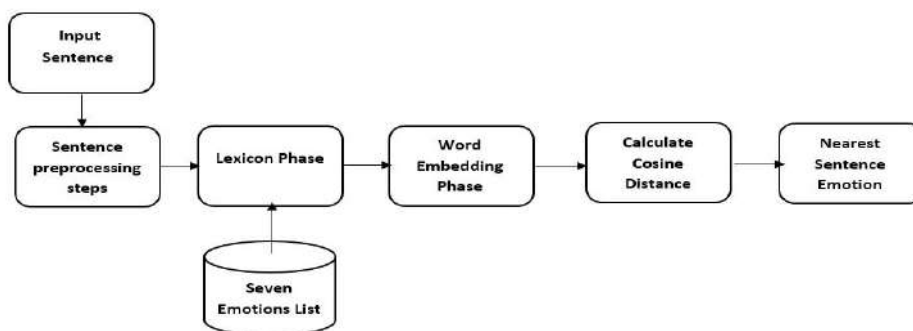 Input
Sentence
Sentence
preprocessing
steps
Lexicon Phase
Word
Embedding
Phase
Calculate
Cosine
Distance
Nearest
Sentence
Emotion
Seven
Emotions List